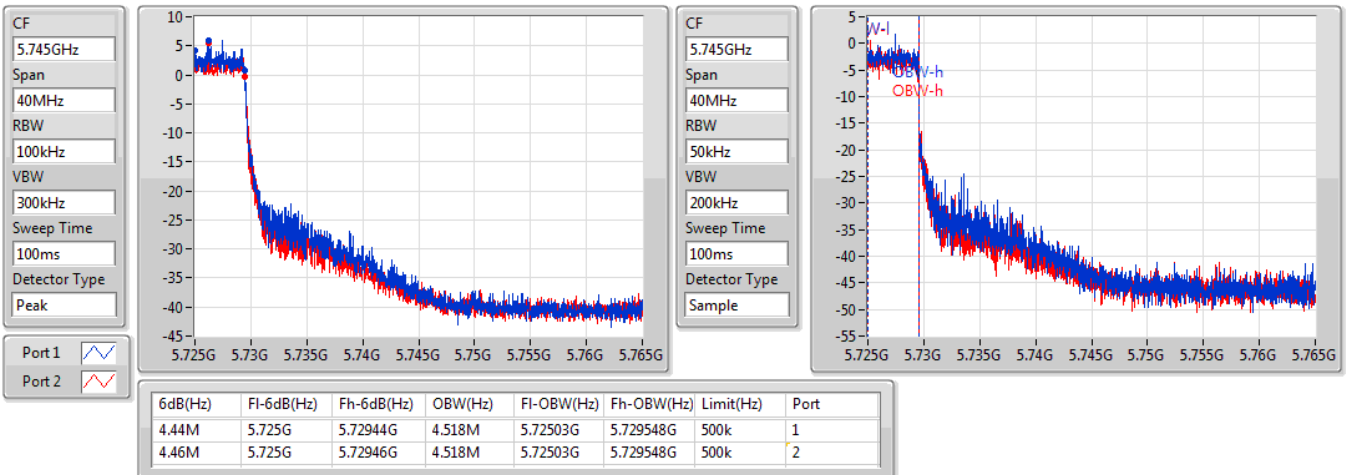 CF
5.745GHz
Span
40MHz
RBW
100kHz
VBW
300kHz
Sweep Time
100ms
Detector Type
Peak
Port 1
Port 2
10
5
0
-5
-10
-15
-20
-25
-30
-35
-40
-45
5.725G 5.73G 5.735G 5.74G 5.745G 5.75G 5.755G 5.76G 5.765G
CF
5.745GHz
Span
40MHz
RBW
50kHz
VBW
200kHz
Sweep Time
100ms
Detector Type
Sample
5
0
-5
-10
-15
-20
-25
-30
-35
-40
-45
-50
-55
W-l
OBW-h
OBW-h
5.725G 5.73G 5.735G 5.74G 5.745G 5.75G 5.755G 5.76G 5.765G
6dB(Hz) Fl-6dB(Hz) Fh-6dB(Hz) OBW(Hz) Fl-OBW(Hz) Fh-OBW(Hz) Limit(Hz) Port
4.44M 5.725G 5.72944G 4.518M 5.72503G 5.729548G 500k 1
4.46M 5.725G 5.72946G 4.518M 5.72503G 5.729548G 500k 2